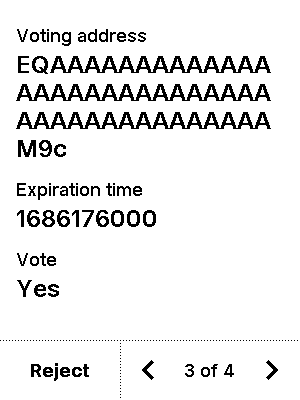 Voting address
EQAAAAAAAAAAAAA
AAAAAAAAAAAAAAA
AAAAAAAAAAAAAAA
M9c
Expiration time
1686176000
Vote
Yes
Reject 3 of 4